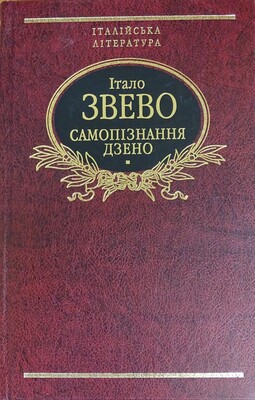 ІТАЛІЙСЬКА
ЛІТЕРАТУРА
Італо
ЗВЕВО
САМОПІЗНАННЯ
ДЗЕНО